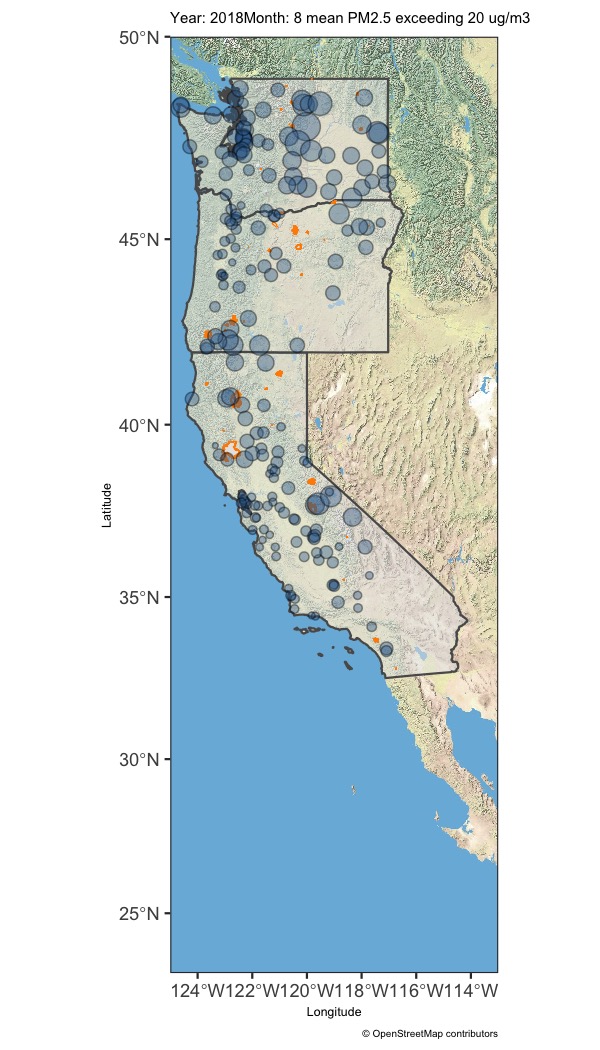 Year: 2018Month: 8 mean PM2.5 exceeding 20 ug/m3
50°N
45°N
40°N
35°N
30°N
25°N
Latitude
124°W122°W120°W118°W116°W114°W
Longitude
© OpenStreetMap contributors